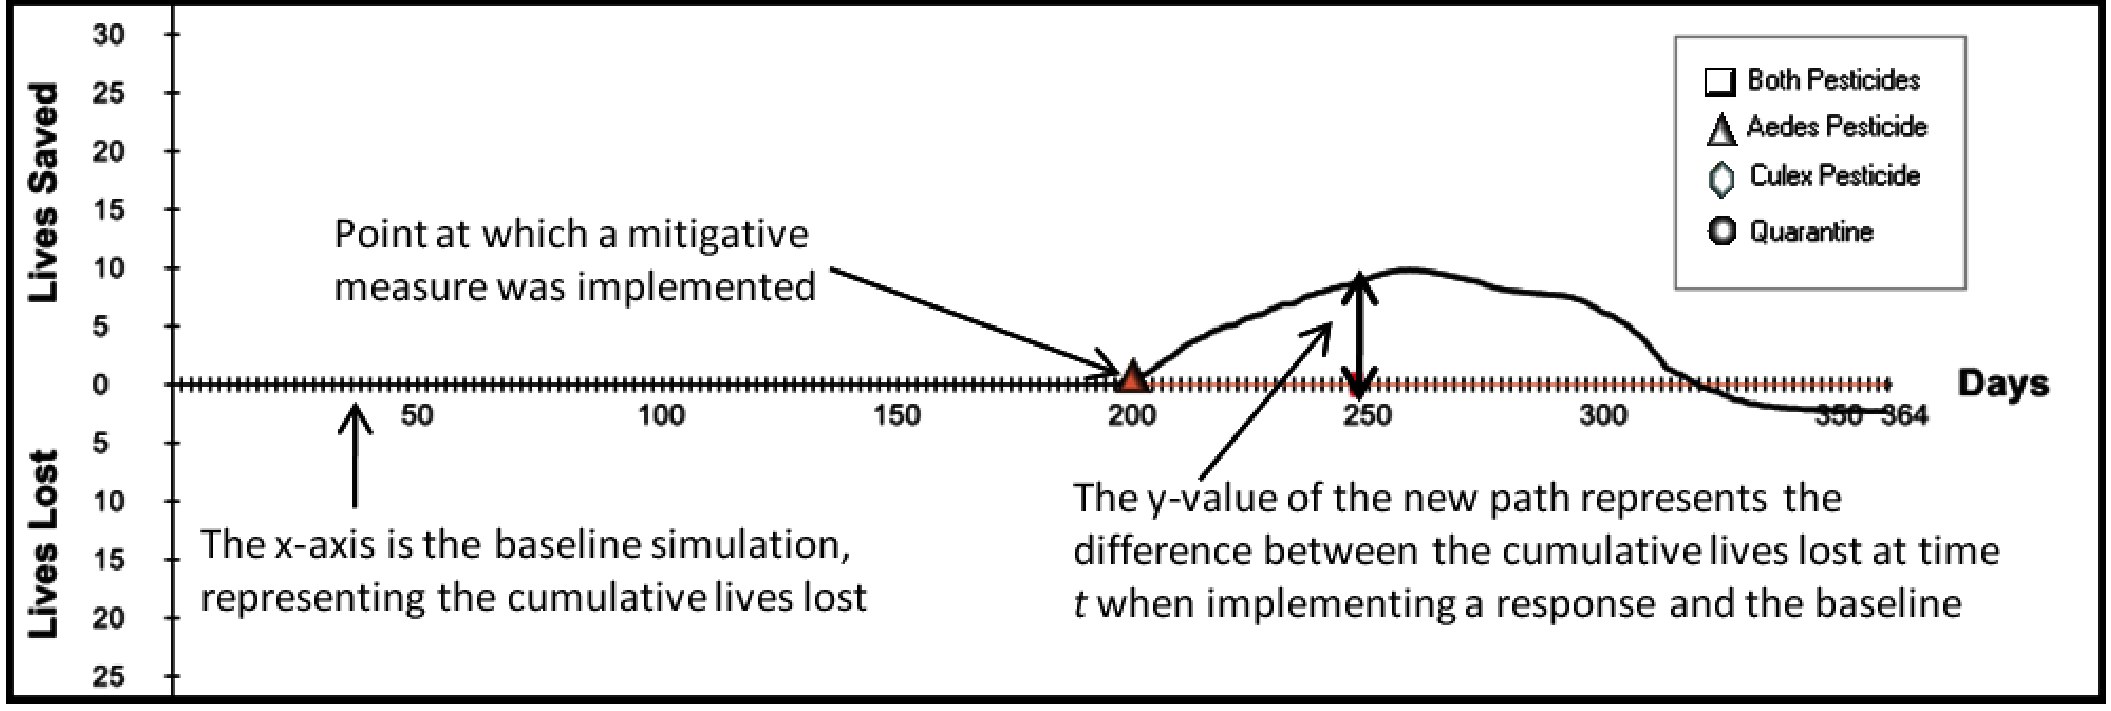 30
25
20
15
10
5
0
5
10
15
20
25
Lives Saved
Lives Lost
Both Pesticides
Aedes Pesticide
Culex Pesticide
Quarantine
Point at which a mitigative
measure was implemented
50 100 150 200 250 300 350 364
Days
The x-axis is the baseline simulation,
representing the cumulative lives lost
The y-value of the new path represents the
difference between the cumulative lives lost at time
t when implementing a response and the baseline